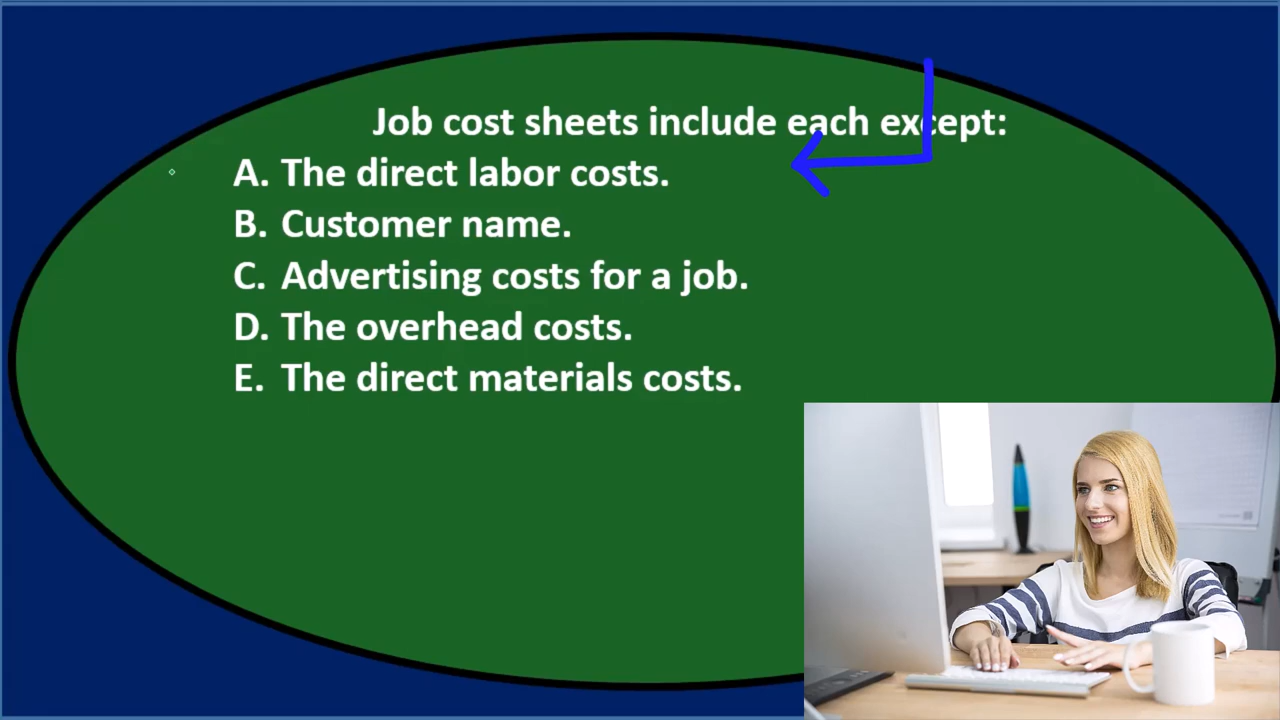 Job cost sheets include each except:
A. The direct labor costs.
B. Customer name.
C. Advertising costs for a job.
D. The overhead costs.
E. The direct materials costs.